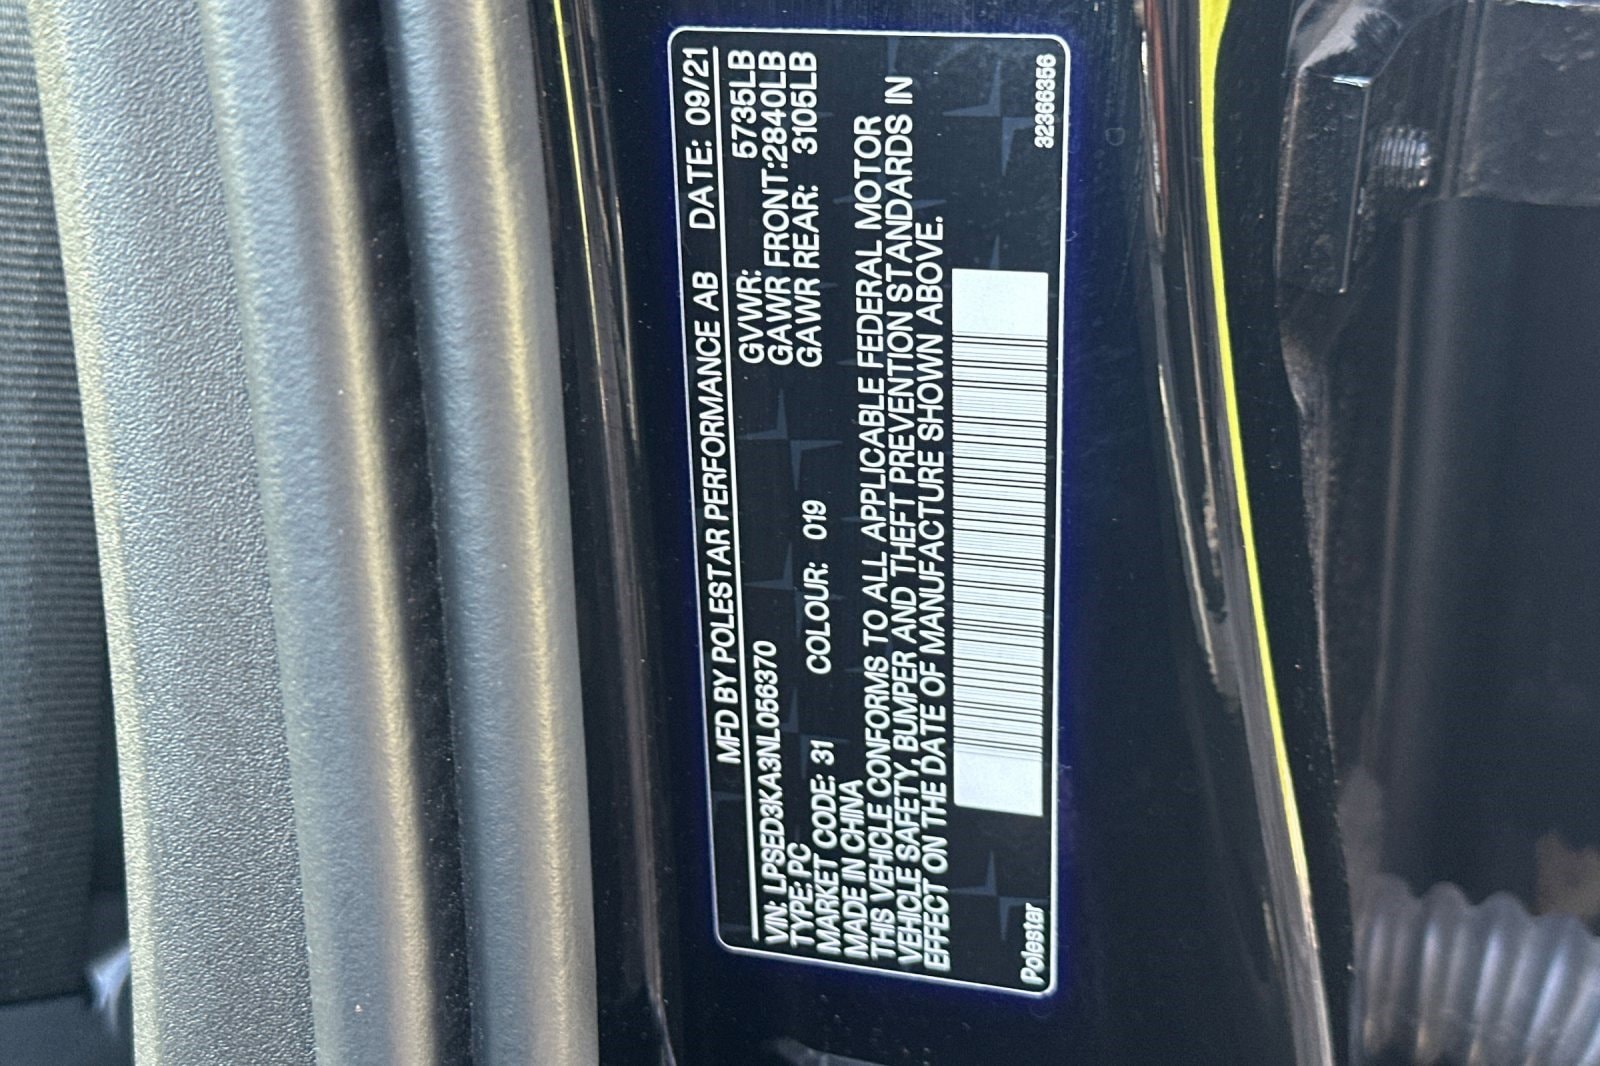 MFD BY POLESTAR PERFORMANCE AB DATE: 09/21
VIN: LPSED3KA3NL056370 GVWR: 5735LB
TYPE: PC GAWR FRONT:2840LB
MARKET CODE: 31 COLOUR: 019 GAWR REAR: 3105LB
MADE IN CHINA
THIS VEHICLE CONFORMS TO ALL APPLICABLE FEDERAL MOTOR
VEHICLE SAFETY, BUMPER AND THEFT PREVENTION STANDARDS IN
EFFECT ON THE DATE OF MANUFACTURE SHOWN ABOVE.
Polestar 32366356